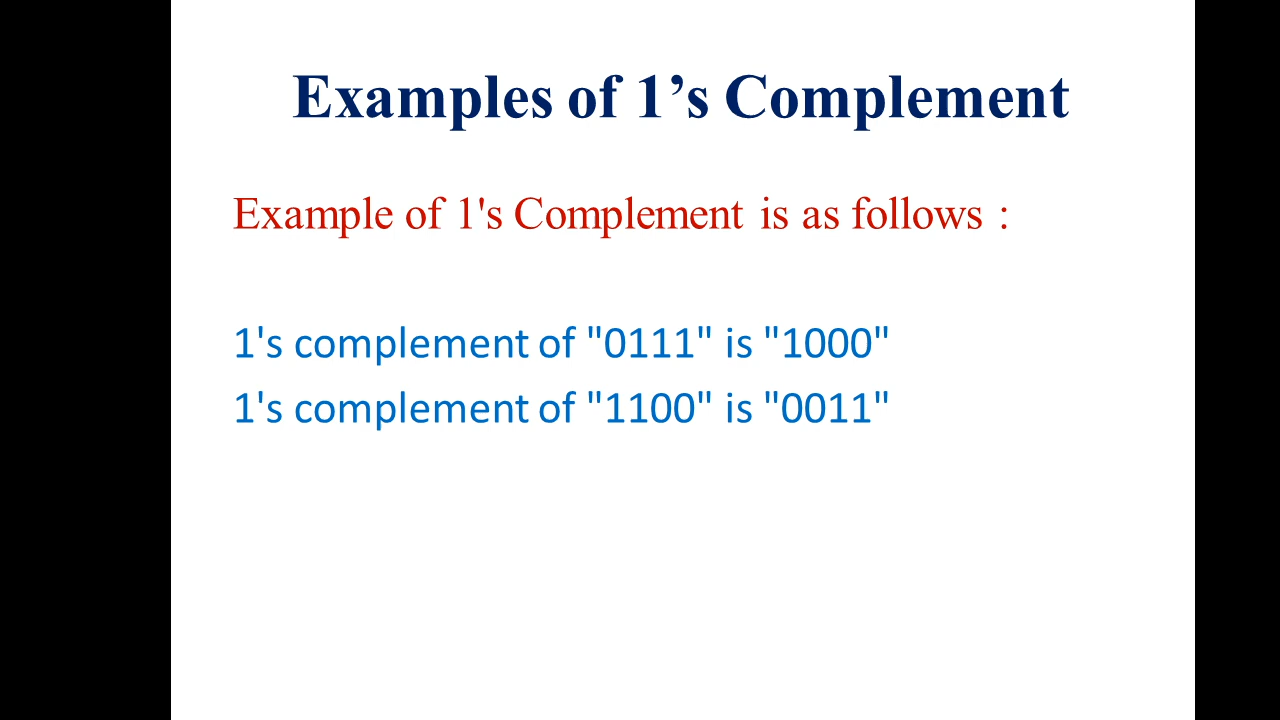 Examples of 1’s Complement
Example of 1's Complement is as follows :
1's complement of "0111" is "1000"
1's complement of "1100" is "0011"